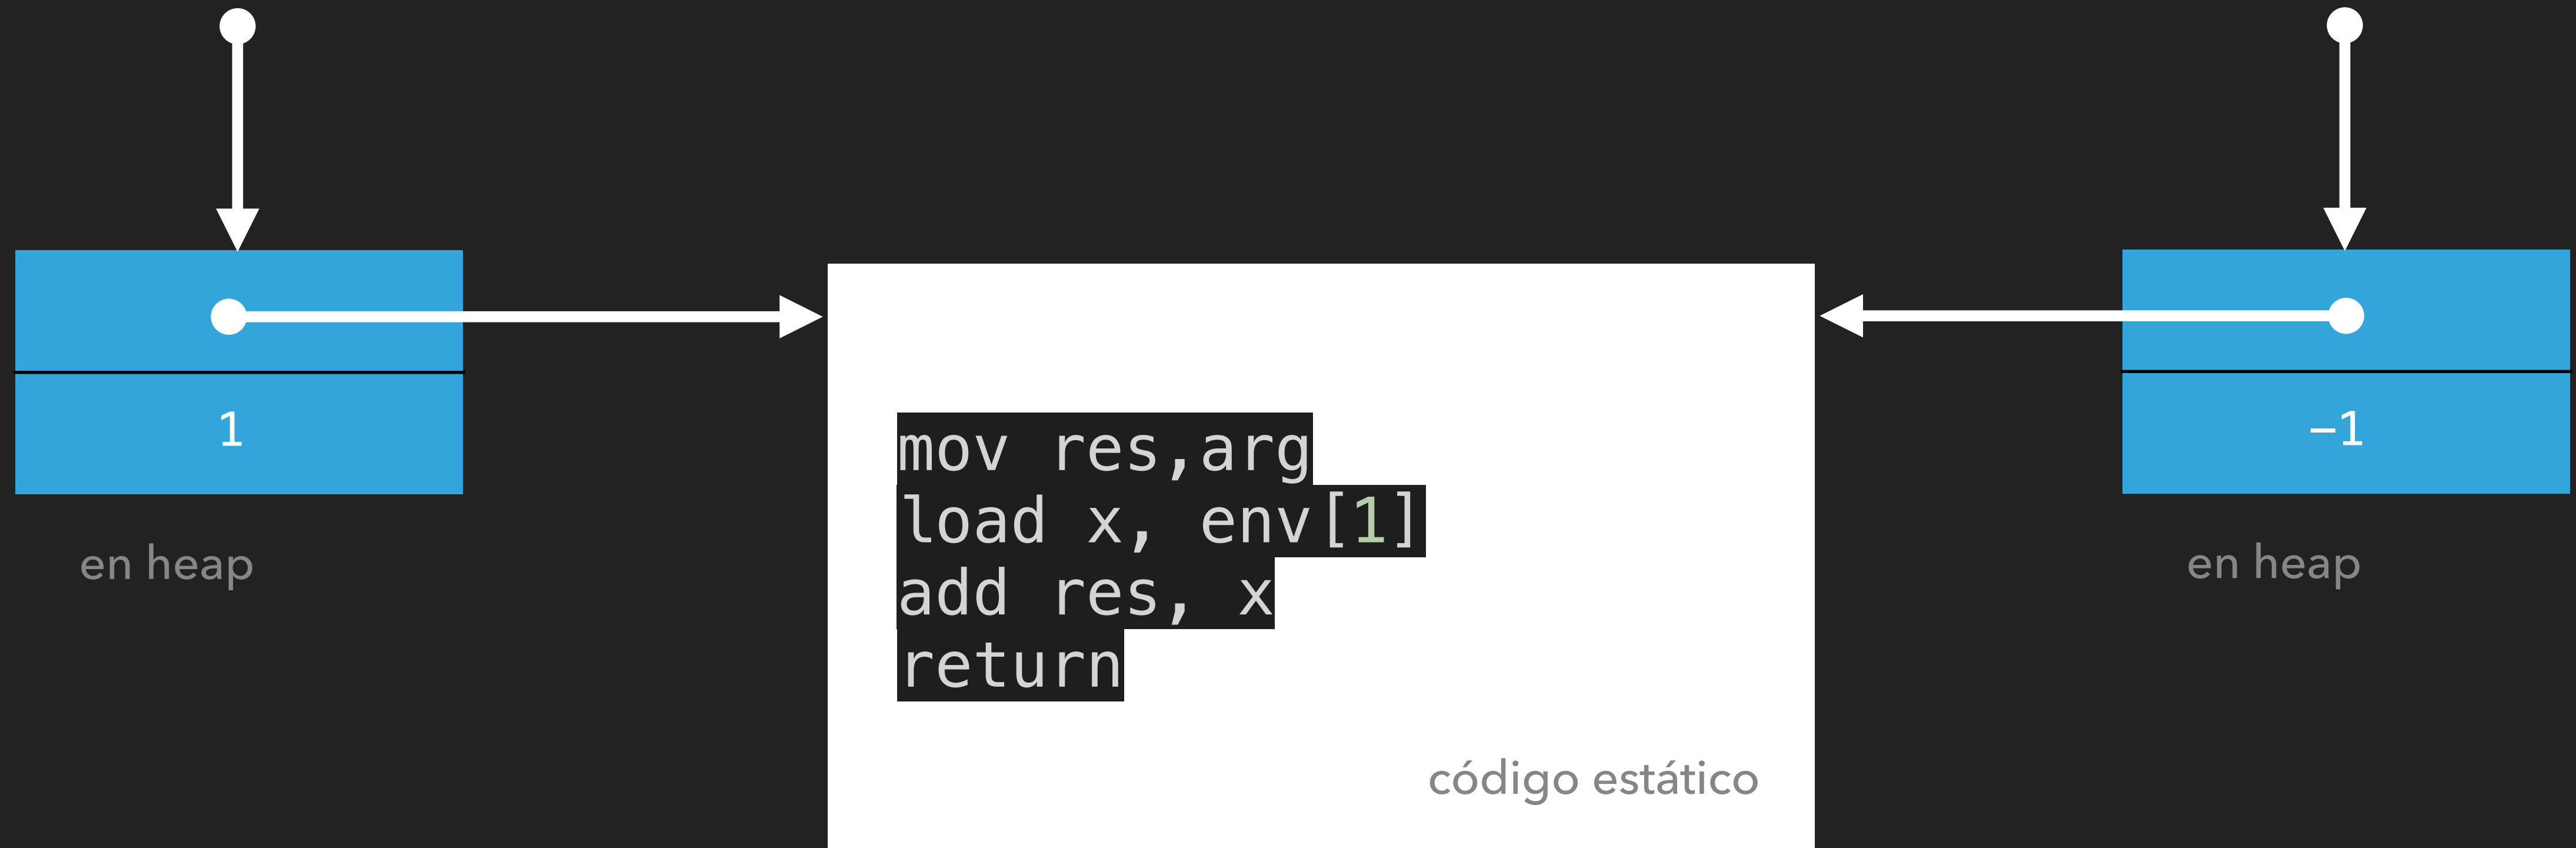 1
en heap
mov res,arg
load x, env[1]
add res, x
return
código estático
−1
en heap